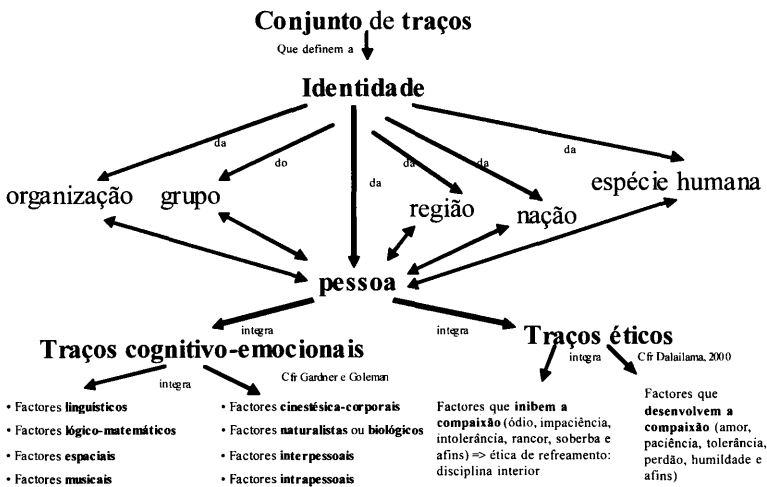 Conjunto de traços
Que definem a
Identidade
da
do
da
da
da
da
organização
grupo
região
nação
espécie humana
pessoa
integra
integra
Traços cognitivo-emocionais
Cfr Gardner e Goleman
integra
• Factores linguísticos
• Factores lógico-matemáticos
• Factores espaciais
• Factores musicais
• Factores cinestésica-corporais
• Factores naturalistas ou biológicos
• Factores interpessoais
• Factores intrapessoais
Traços éticos
integra
Cfr Dalailama, 2000
Factores que inibem a
compaixão (ódio, impaciência,
intolerância, rancor, soberba e
afins) => ética de refreamento:
disciplina interior
Factores que
desenvolvem a
compaixão (amor,
paciência, tolerância,
perdão, humildade e
afins)